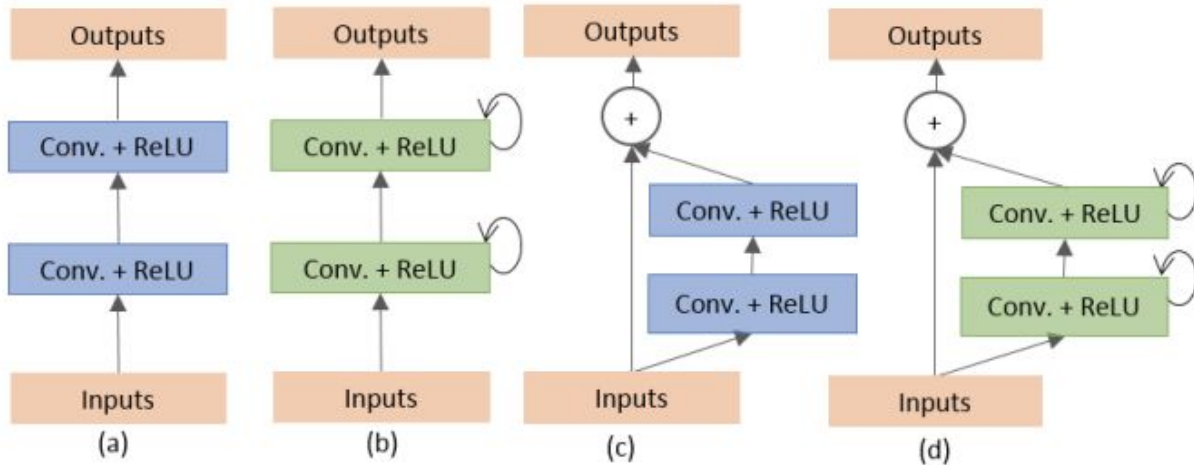 Outputs
Conv. + ReLU
Conv. + ReLU
Inputs
(a)
Outputs
Conv. + ReLU
Conv. + ReLU
Inputs
(b)
Outputs
+
Conv. + ReLU
Conv. + ReLU
Inputs
(c)
Outputs
+
Conv. + ReLU
Conv. + ReLU
Inputs
(d)